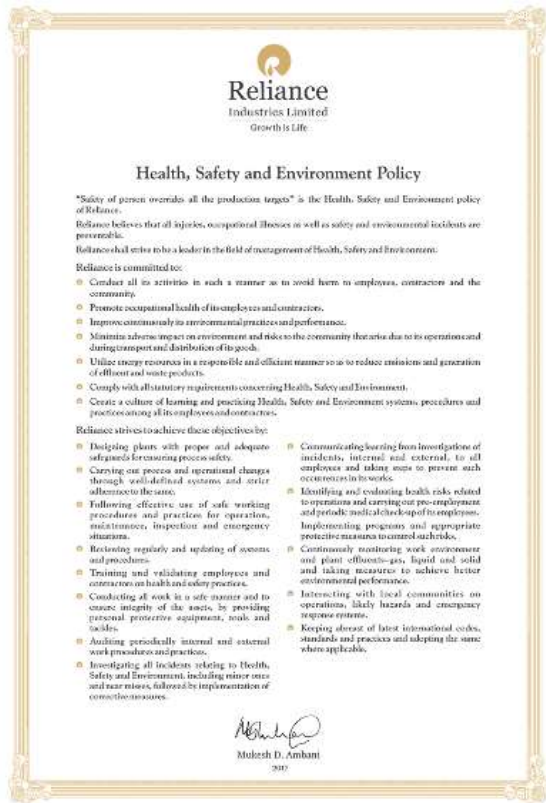 Reliance
Industries Limited
Growth is Life
Health, Safety and Environment Policy
"Safety of person overrides all the production targets" is the Health, Safety and Environment policy
of Reliance.
Reliance believes that all injuries, occupational illnesses as well as safety and environmental incidents are
preventable.
Reliance shall strive to be a leader in the field of management of Health, Safety and Environment.
Reliance is committed to:
Conduct all its activities in such a manner as to avoid harm to employees, contractors and the
community.
Promote occupational health of its employees and contractors.
Improve continuously its environmental practices and performance.
Minimize adverse impact on environment and risks to the community that arise due to its operations and
during transport and distribution of its goods.
Utilize energy resources in a responsible and efficient manner so as to reduce emissions and generation
of effluent and waste products.
Comply with all statutory requirements concerning Health, Safety and Environment.
Create a culture of learning and practicing Health, Safety and Environment systems, procedures and
practices among all its employees and contractors.
Reliance strives to achieve these objectives by:
Designing plants with proper and adequate
safeguards for ensuring process safety.
Carrying out process and operational changes
through well-defined systems and strict
adherence to the same.
Following effective use of safe working
procedures and practices for operation,
maintenance, inspection and emergency
situations.
Reviewing regularly and updating of systems
and procedures.
Training and validating employees and
contractors on health and safety practices.
Conducting all work in a safe manner and to
ensure integrity of the assets, by providing
personal protective equipment, tools and
tackles.
Auditing periodically internal and external
work procedures and practices.
Investigating all incidents relating to Health,
Safety and Environment, including minor ones
and near misses, followed by implementation of
corrective measures.
Communicating learning from investigations of
incidents, internal and external, to all
employees and taking steps to prevent such
occurrences in its works.
Identifying and evaluating health risks related
to operations and carrying out pre-employment
and periodic medical check-up of its employees.
Implementing programs and appropriate
protective measures to control such risks.
Continuously monitoring work environment
and plant effluents-gas, liquid and solid
and taking measures to achieve better
environmental performance.
Interacting with local communities on
operations, likely hazards and emergency
response systems.
Keeping abreast of latest international codes,
standards and practices and adopting the same
where applicable.
Mukesh D. Ambani